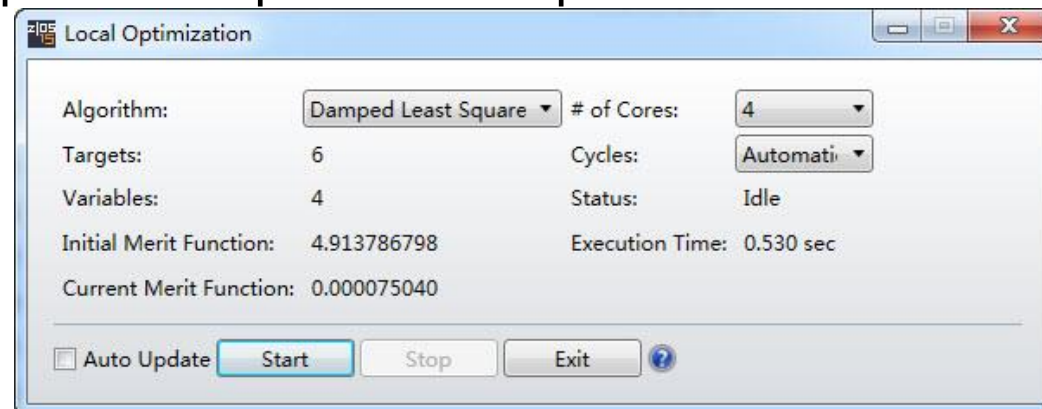 Local Optimization
Algorithm: Damped Least Square # of Cores: 4
Targets: 6 Cycles: Automati
Variables: 4 Status: Idle
Initial Merit Function: 4.913786798 Execution Time: 0.530 sec
Current Merit Function: 0.000075040
Auto Update Start Stop Exit